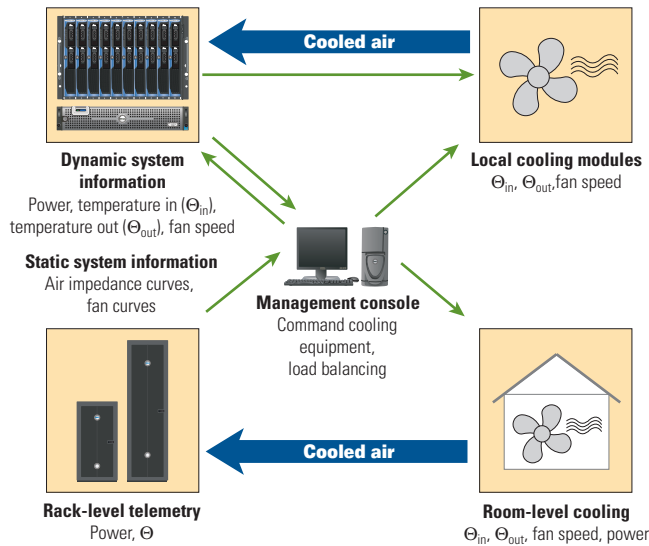 Cooled air
Dynamic system
information
Power, temperature in (Θin),
temperature out (Θout), fan speed
Static system information
Air impedance curves,
fan curves
Local cooling modules
Θin, Θout,fan speed
Management console
Command cooling
equipment,
load balancing
Cooled air
Rack-level telemetry
Power, Θ
Room-level cooling
Θin, Θout, fan speed, power